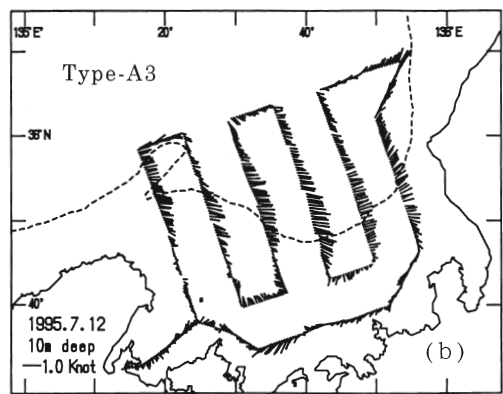 135°E 20' 40' 136°E
Type-A3
36°N
40'
1995.7.12
10m deep
—1.0 Knot
(b)